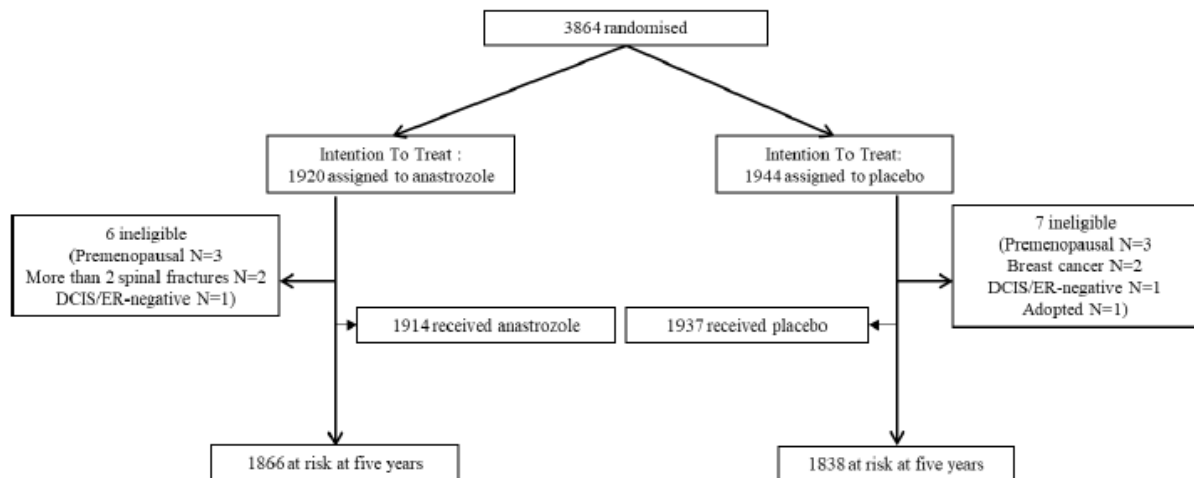 3864 randomised
Intention To Treat :
1920 assigned to anastrozole
Intention To Treat:
1944 assigned to placebo
6 ineligible
(Premenopausal N=3
More than 2 spinal fractures N=2
DCIS/ER-negative N=1)
7 ineligible
(Premenopausal N=3
Breast cancer N=2
DCIS/ER-negative N=1
Adopted N=1)
1914 received anastrozole
1937 received placebo
1866 at risk at five years
1838 at risk at five years